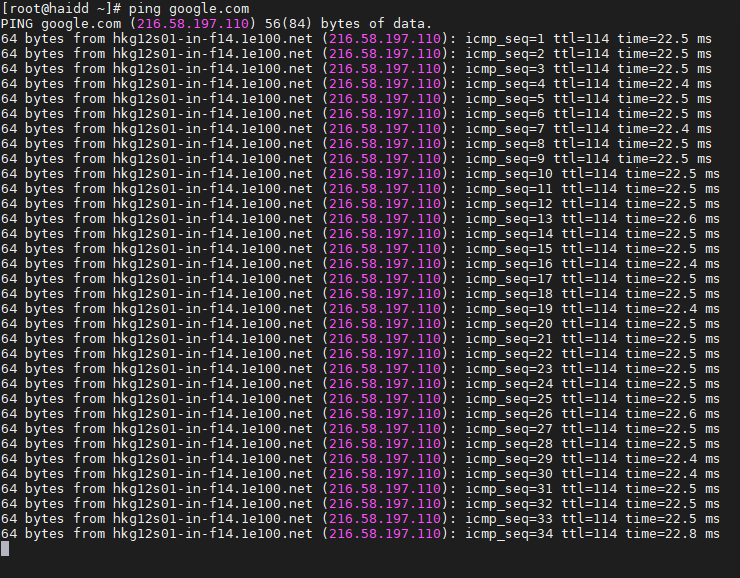 [root@haidd ~]# ping google.com
PING google.com (216.58.197.110) 56(84) bytes of data.
64 bytes from hkg12s01-in-f14.1e100.net (216.58.197.110): icmp_seq=1 ttl=114 time=22.5 ms
64 bytes from hkg12s01-in-f14.1e100.net (216.58.197.110): icmp_seq=2 ttl=114 time=22.5 ms
64 bytes from hkg12s01-in-f14.1e100.net (216.58.197.110): icmp_seq=3 ttl=114 time=22.5 ms
64 bytes from hkg12s01-in-f14.1e100.net (216.58.197.110): icmp_seq=4 ttl=114 time=22.4 ms
64 bytes from hkg12s01-in-f14.1e100.net (216.58.197.110): icmp_seq=5 ttl=114 time=22.5 ms
64 bytes from hkg12s01-in-f14.1e100.net (216.58.197.110): icmp_seq=6 ttl=114 time=22.5 ms
64 bytes from hkg12s01-in-f14.1e100.net (216.58.197.110): icmp_seq=7 ttl=114 time=22.4 ms
64 bytes from hkg12s01-in-f14.1e100.net (216.58.197.110): icmp_seq=8 ttl=114 time=22.5 ms
64 bytes from hkg12s01-in-f14.1e100.net (216.58.197.110): icmp_seq=9 ttl=114 time=22.5 ms
64 bytes from hkg12s01-in-f14.1e100.net (216.58.197.110): icmp_seq=10 ttl=114 time=22.5 ms
64 bytes from hkg12s01-in-f14.1e100.net (216.58.197.110): icmp_seq=11 ttl=114 time=22.5 ms
64 bytes from hkg12s01-in-f14.1e100.net (216.58.197.110): icmp_seq=12 ttl=114 time=22.5 ms
64 bytes from hkg12s01-in-f14.1e100.net (216.58.197.110): icmp_seq=13 ttl=114 time=22.6 ms
64 bytes from hkg12s01-in-f14.1e100.net (216.58.197.110): icmp_seq=14 ttl=114 time=22.5 ms
64 bytes from hkg12s01-in-f14.1e100.net (216.58.197.110): icmp_seq=15 ttl=114 time=22.5 ms
64 bytes from hkg12s01-in-f14.1e100.net (216.58.197.110): icmp_seq=16 ttl=114 time=22.4 ms
64 bytes from hkg12s01-in-f14.1e100.net (216.58.197.110): icmp_seq=17 ttl=114 time=22.5 ms
64 bytes from hkg12s01-in-f14.1e100.net (216.58.197.110): icmp_seq=18 ttl=114 time=22.5 ms
64 bytes from hkg12s01-in-f14.1e100.net (216.58.197.110): icmp_seq=19 ttl=114 time=22.4 ms
64 bytes from hkg12s01-in-f14.1e100.net (216.58.197.110): icmp_seq=20 ttl=114 time=22.5 ms
64 bytes from hkg12s01-in-f14.1e100.net (216.58.197.110): icmp_seq=21 ttl=114 time=22.5 ms
64 bytes from hkg12s01-in-f14.1e100.net (216.58.197.110): icmp_seq=22 ttl=114 time=22.5 ms
64 bytes from hkg12s01-in-f14.1e100.net (216.58.197.110): icmp_seq=23 ttl=114 time=22.5 ms
64 bytes from hkg12s01-in-f14.1e100.net (216.58.197.110): icmp_seq=24 ttl=114 time=22.5 ms
64 bytes from hkg12s01-in-f14.1e100.net (216.58.197.110): icmp_seq=25 ttl=114 time=22.5 ms
64 bytes from hkg12s01-in-f14.1e100.net (216.58.197.110): icmp_seq=26 ttl=114 time=22.6 ms
64 bytes from hkg12s01-in-f14.1e100.net (216.58.197.110): icmp_seq=27 ttl=114 time=22.5 ms
64 bytes from hkg12s01-in-f14.1e100.net (216.58.197.110): icmp_seq=28 ttl=114 time=22.5 ms
64 bytes from hkg12s01-in-f14.1e100.net (216.58.197.110): icmp_seq=29 ttl=114 time=22.4 ms
64 bytes from hkg12s01-in-f14.1e100.net (216.58.197.110): icmp_seq=30 ttl=114 time=22.4 ms
64 bytes from hkg12s01-in-f14.1e100.net (216.58.197.110): icmp_seq=31 ttl=114 time=22.5 ms
64 bytes from hkg12s01-in-f14.1e100.net (216.58.197.110): icmp_seq=32 ttl=114 time=22.5 ms
64 bytes from hkg12s01-in-f14.1e100.net (216.58.197.110): icmp_seq=33 ttl=114 time=22.5 ms
64 bytes from hkg12s01-in-f14.1e100.net (216.58.197.110): icmp_seq=34 ttl=114 time=22.8 ms